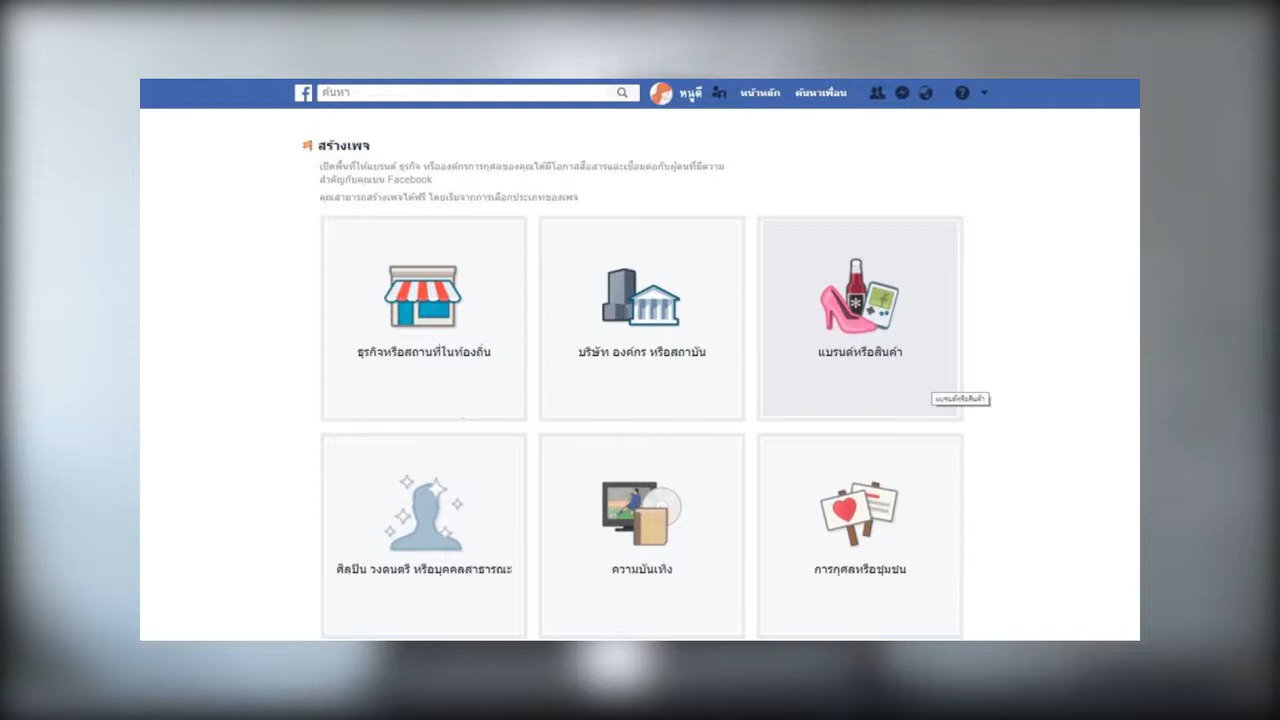 ค้นหา
หนูดี
หน้าหลัก
ค้นหาเพื่อน
สร้างเพจ
เปิดพื้นที่ให้แบรนด์ ธุรกิจ หรือองค์กรการกุศลของคุณได้มีโอกาสสื่อสารและเชื่อมต่อกับผู้คนที่มีความ
สำคัญกับคุณบน Facebook
คุณสามารถสร้างเพจได้ฟรี โดยเริ่มจากการเลือกประเภทของเพจ
ธุรกิจหรือสถานที่ในท้องถิ่น
บริษัท องค์กร หรือสถาบัน
แบรนด์หรือสินค้า
แบรนด์หรือสินค้า
ศิลปิน วงดนตรี หรือบุคคลสาธารณะ
ความบันเทิง
การกุศลหรือชุมชน